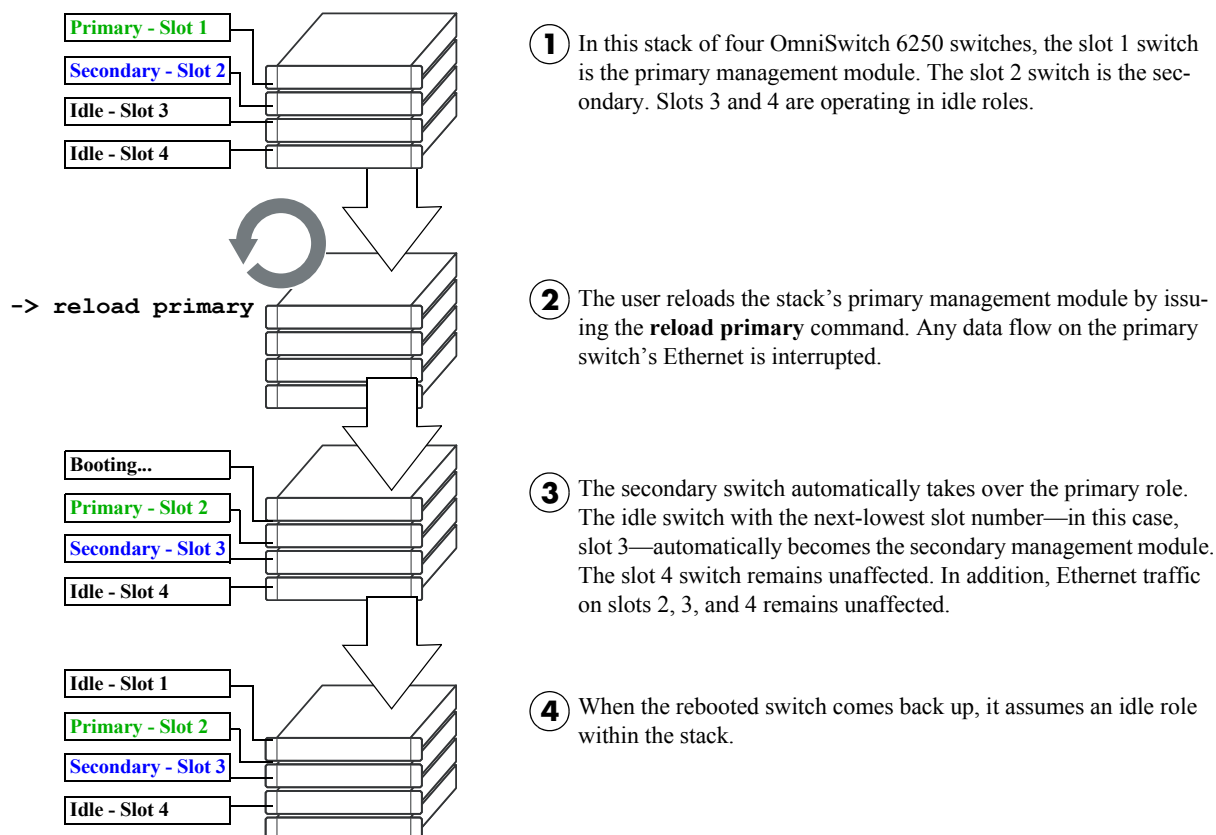 Primary - Slot 1
Secondary - Slot 2
Idle - Slot 3
Idle - Slot 4
1 In this stack of four OmniSwitch 6250 switches, the slot 1 switch
is the primary management module. The slot 2 switch is the sec-
ondary. Slots 3 and 4 are operating in idle roles.
-> reload primary
2 The user reloads the stack’s primary management module by issu-
ing the reload primary command. Any data flow on the primary
switch’s Ethernet is interrupted.
Booting...
Primary - Slot 2
Secondary - Slot 3
Idle - Slot 4
3 The secondary switch automatically takes over the primary role.
The idle switch with the next-lowest slot number—in this case,
slot 3—automatically becomes the secondary management module.
The slot 4 switch remains unaffected. In addition, Ethernet traffic
on slots 2, 3, and 4 remains unaffected.
Idle - Slot 1
Primary - Slot 2
Secondary - Slot 3
Idle - Slot 4
4 When the rebooted switch comes back up, it assumes an idle role
within the stack.